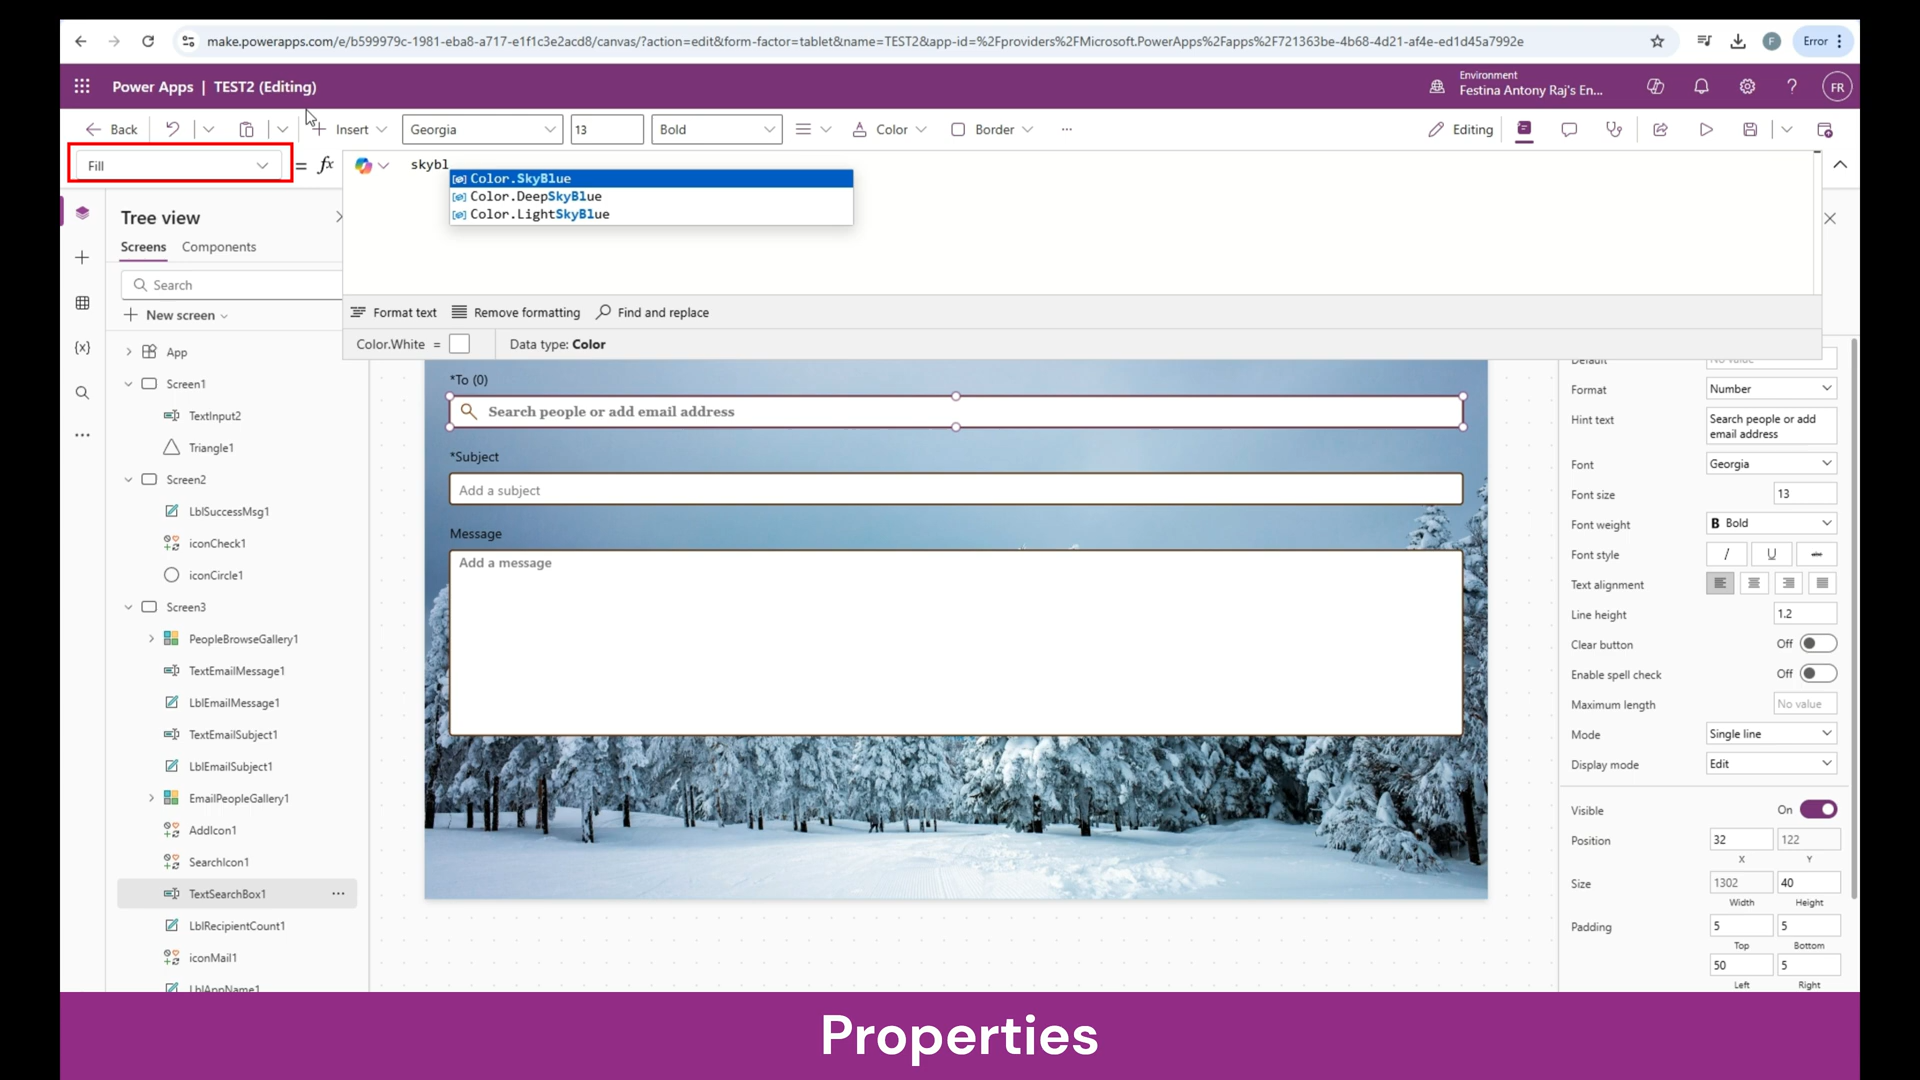 make.powerapps.com/e/b599979c-1981-eba8-a717-e1f1c3e2acd8/canvas/?action=edit&form-factor=tablet&name=TEST2&app-id=%2Fproviders%2FMicrosoft.PowerApps%2Fapps%2F721363be-4b68-4d21-af4e-ed1d45a7992e
F
Error
Power Apps | TEST2 (Editing)
Environment
Festina Antony Raj's En...
FR
Back
Insert
Georgia
13
Bold
Color
Border
Editing
Fill
= fx
skybl
Color.SkyBlue
Color.DeepSkyBlue
Color.LightSkyBlue
Format text
Remove formatting
Find and replace
Color.White =
Data type: Color
Tree view
Screens
Components
Search
New screen
App
Screen1
TextInput2
Triangle1
Screen2
LblSuccessMsg1
iconCheck1
iconCircle1
Screen3
PeopleBrowseGallery1
TextEmailMessage1
LblEmailMessage1
TextEmailSubject1
LblEmailSubject1
EmailPeopleGallery1
AddIcon1
SearchIcon1
TextSearchBox1
LblRecipientCount1
iconMail1
LblAppName1
*To (0)
Search people or add email address
*Subject
Add a subject
Message
Add a message
Default
No value
Format
Number
Hint text
Search people or add
email address
Font
Georgia
Font size
13
Font weight
B Bold
Font style
/ U abc
Text alignment
Line height
1.2
Clear button
Off
Enable spell check
Off
Maximum length
No value
Mode
Single line
Display mode
Edit
Visible
On
Position
32
122
X
Y
Size
1302
40
Width
Height
Padding
5
5
Top
Bottom
50
5
Left
Right
Properties